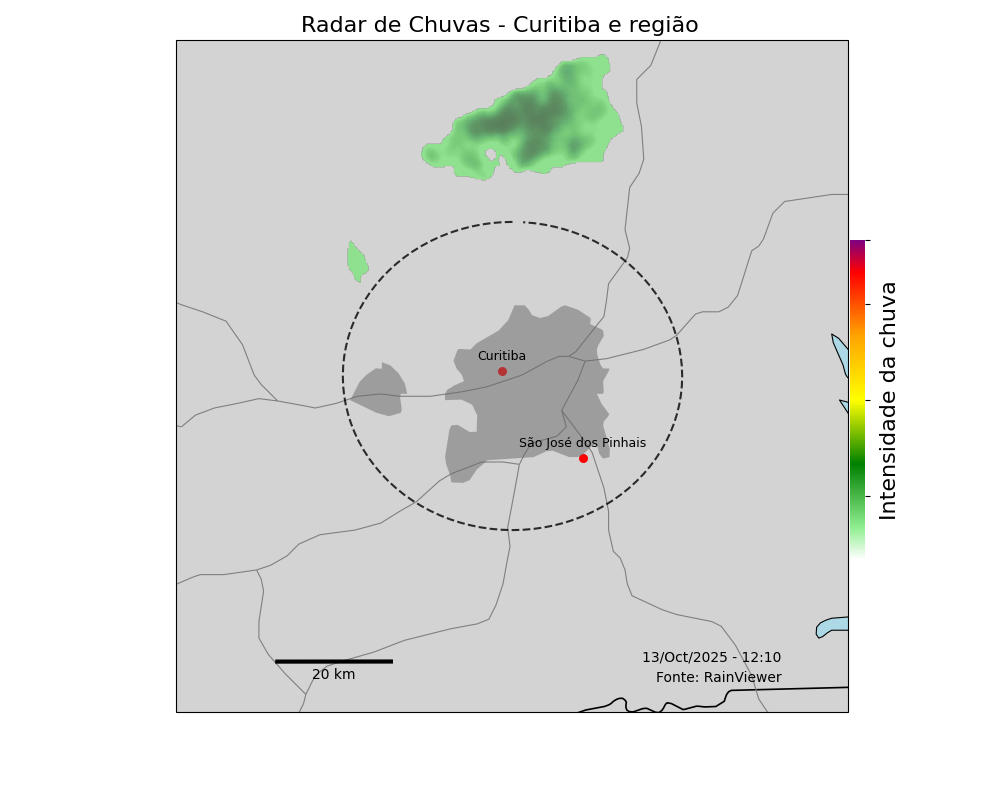 Radar de Chuvas - Curitiba e região
Curitiba
São José dos Pinhais
Intensidade da chuva
13/Oct/2025 - 12:10
Fonte: RainViewer
20 km